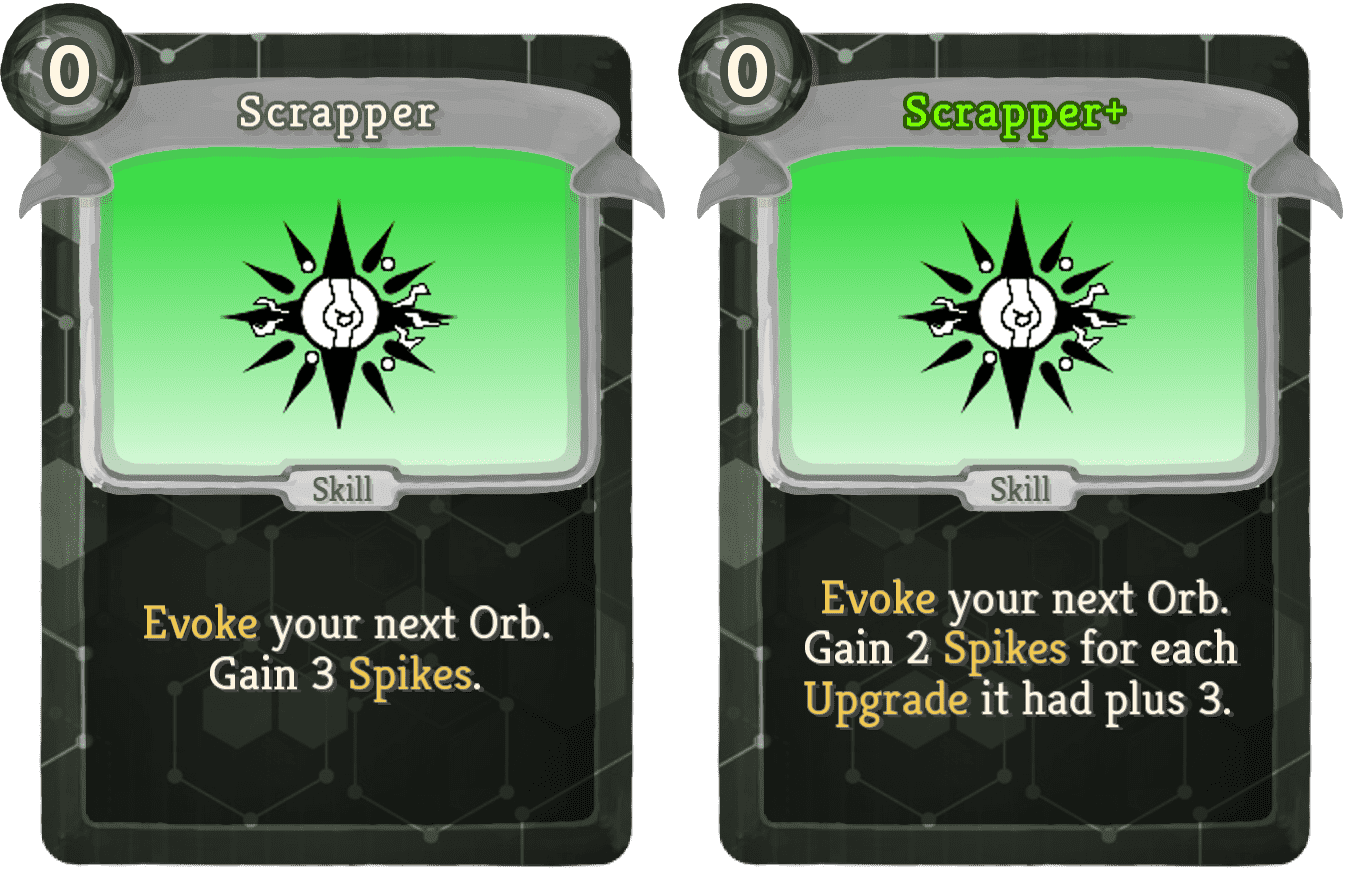 0
Scrapper
Skill
Evoke your next Orb.
Gain 3 Spikes.
0
Scrapper+
Skill
Evoke your next Orb.
Gain 2 Spikes for each
Upgrade it had plus 3.